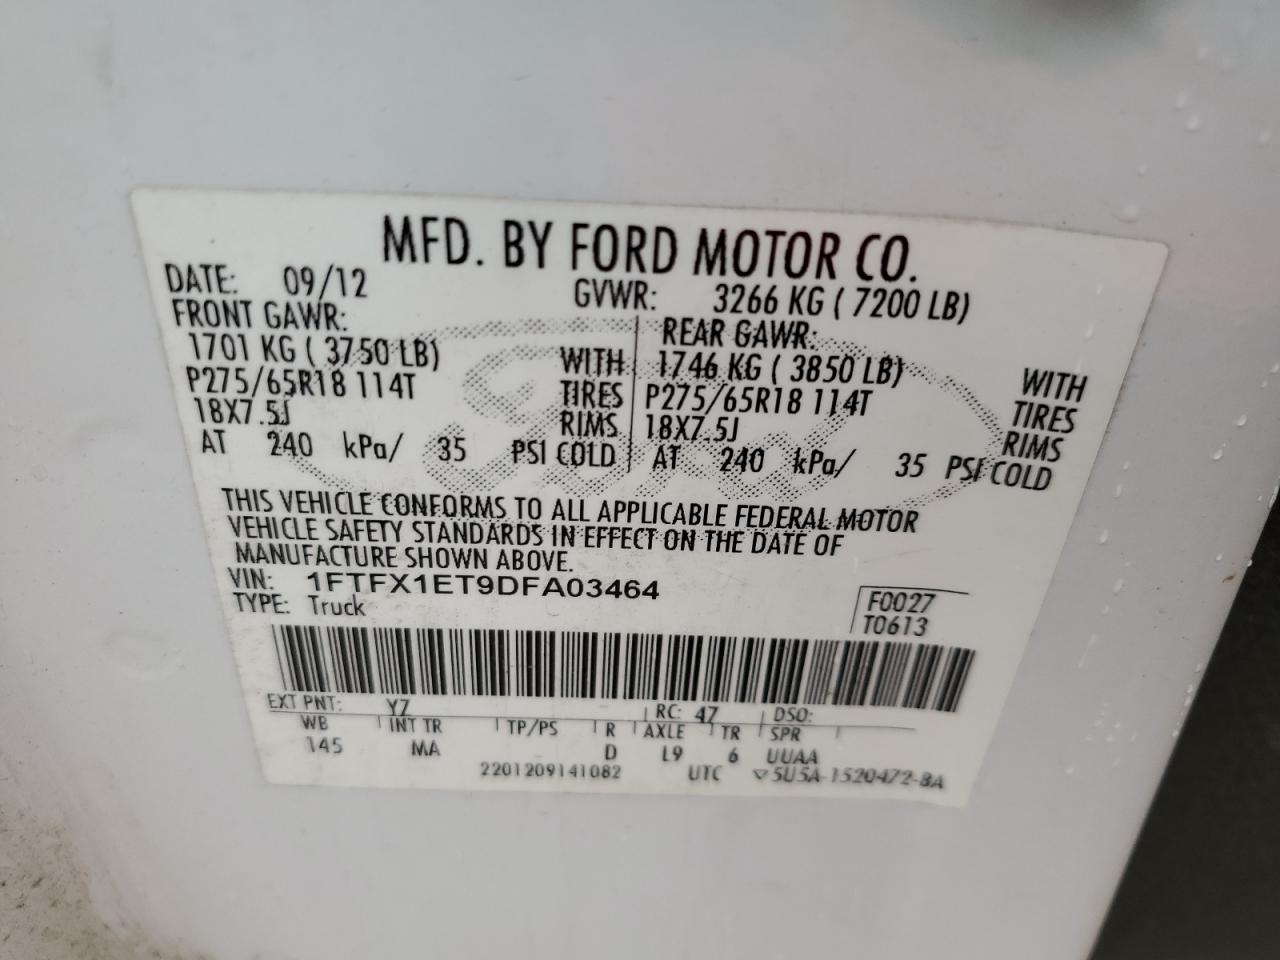 MFD. BY FORD MOTOR CO.
DATE: 09/12 GVWR: 3266 KG ( 7200 LB)
FRONT GAWR: REAR GAWR:
1701 KG ( 3750 LB) WITH 1746 KG ( 3850 LB) WITH
P275/65R18 114T TIRES P275/65R18 114T TIRES
18X7.5J RIMS 18X7.5J RIMS
AT 240 kPa/ 35 PSI COLD AT 240 kPa/ 35 PSI COLD
Ford
THIS VEHICLE CONFORMS TO ALL APPLICABLE FEDERAL MOTOR
VEHICLE SAFETY STANDARDS IN EFFECT ON THE DATE OF
MANUFACTURE SHOWN ABOVE.
VIN: 1FTFX1ET9DFA03464
TYPE: Truck F0027
T0613
EXT PNT: YZ RC: 47 DSO:
WB INT TR TP/PS R AXLE TR SPR
145 MA D L9 6 UUAA
2201209141082 UTC ▽5U5A-1520472-BA